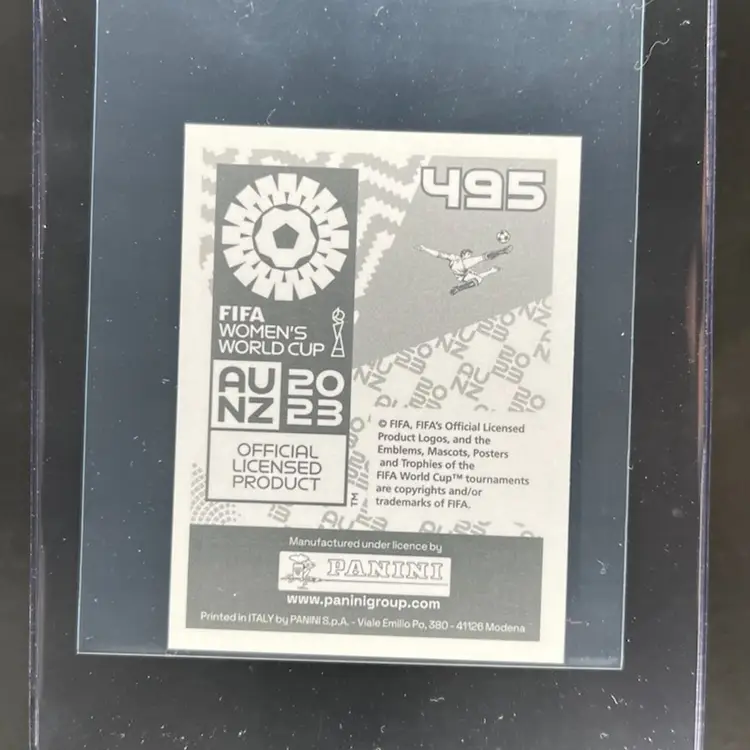 495
FIFA
WOMEN'S
WORLD CUP
AU 20
NZ 23
OFFICIAL
LICENSED
PRODUCT
TM
© FIFA, FIFA's Official Licensed
Product Logos, and the
Emblems, Mascots, Posters
and Trophies of the
FIFA World Cup™ tournaments
are copyrights and/or
trademarks of FIFA.
Manufactured under licence by
PANINI
www.paninigroup.com
Printed in ITALY by PANINI S.p.A. - Viale Emilio Po, 380 - 41126 Modena